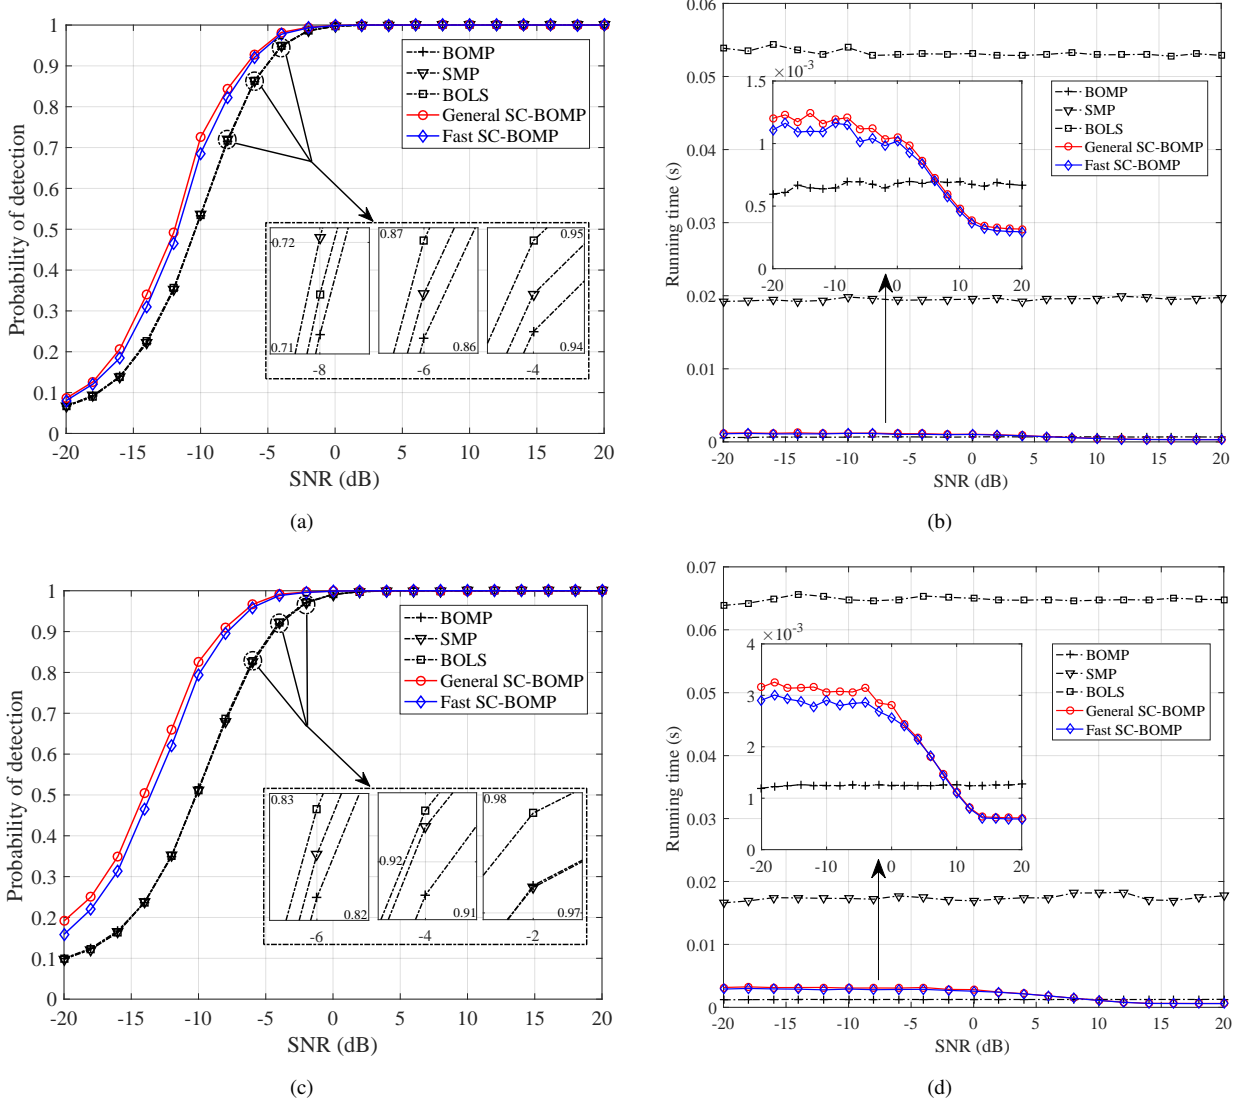 (a)
1
0.9
0.8
0.7
0.6
0.5
0.4
0.3
0.2
0.1
0
Probability of detection
BOMP
SMP
BOLS
General SC-BOMP
Fast SC-BOMP
0.72
0.71
-8
0.87
0.86
-6
0.95
0.94
-4
-20 -15 -10 -5 0 5 10 15 20
SNR (dB)
(a)
0.06
0.05
0.04
0.03
0.02
0.01
0
Running time (s)
×10⁻³
1.5
1
0.5
0
-20 -10 0 10 20
BOMP
SMP
BOLS
General SC-BOMP
Fast SC-BOMP
-20 -15 -10 -5 0 5 10 15 20
SNR (dB)
(b)
1
0.9
0.8
0.7
0.6
0.5
0.4
0.3
0.2
0.1
0
Probability of detection
BOMP
SMP
BOLS
General SC-BOMP
Fast SC-BOMP
0.83
0.82
-6
0.92
0.91
-4
0.98
0.97
-2
-20 -15 -10 -5 0 5 10 15 20
SNR (dB)
(c)
0.07
0.06
0.05
0.04
0.03
0.02
0.01
0
Running time (s)
×10⁻³
4
3
2
1
0
-20 -10 0 10 20
BOMP
SMP
BOLS
General SC-BOMP
Fast SC-BOMP
-20 -15 -10 -5 0 5 10 15 20
SNR (dB)
(d)